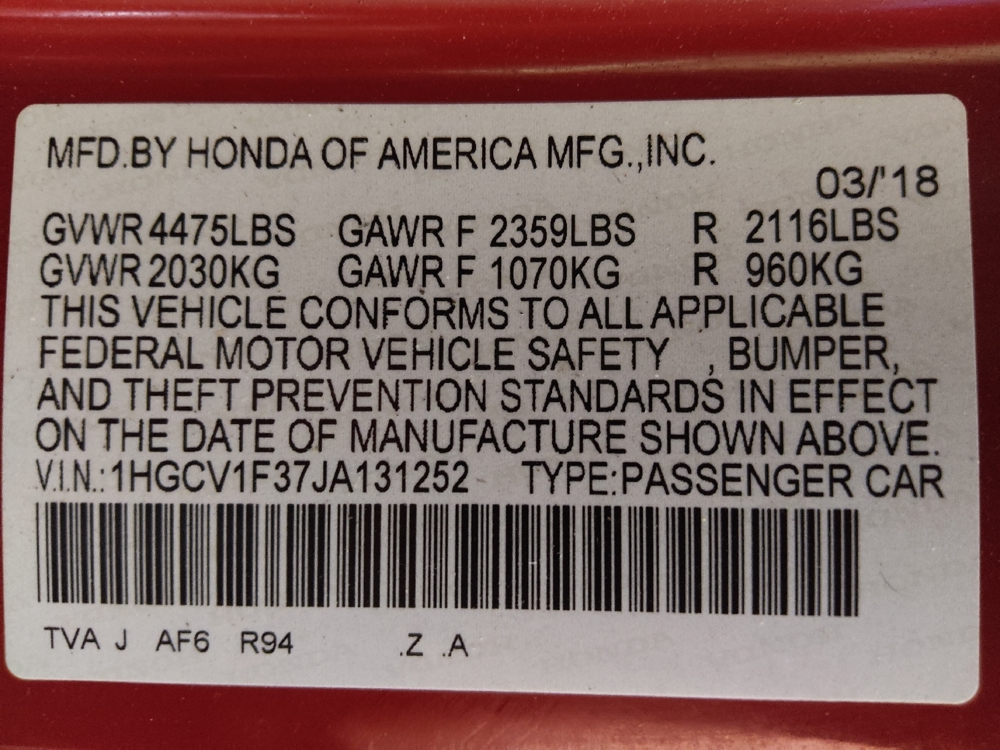 MFD.BY HONDA OF AMERICA MFG.,INC.
03/'18
GVWR 4475LBS GAWR F 2359LBS R 2116LBS
GVWR 2030KG GAWR F 1070KG R 960KG
THIS VEHICLE CONFORMS TO ALL APPLICABLE
FEDERAL MOTOR VEHICLE SAFETY , BUMPER,
AND THEFT PREVENTION STANDARDS IN EFFECT
ON THE DATE OF MANUFACTURE SHOWN ABOVE.
V.I.N.:1HGCV1F37JA131252 TYPE:PASSENGER CAR
TVA J AF6 R94 .Z .A